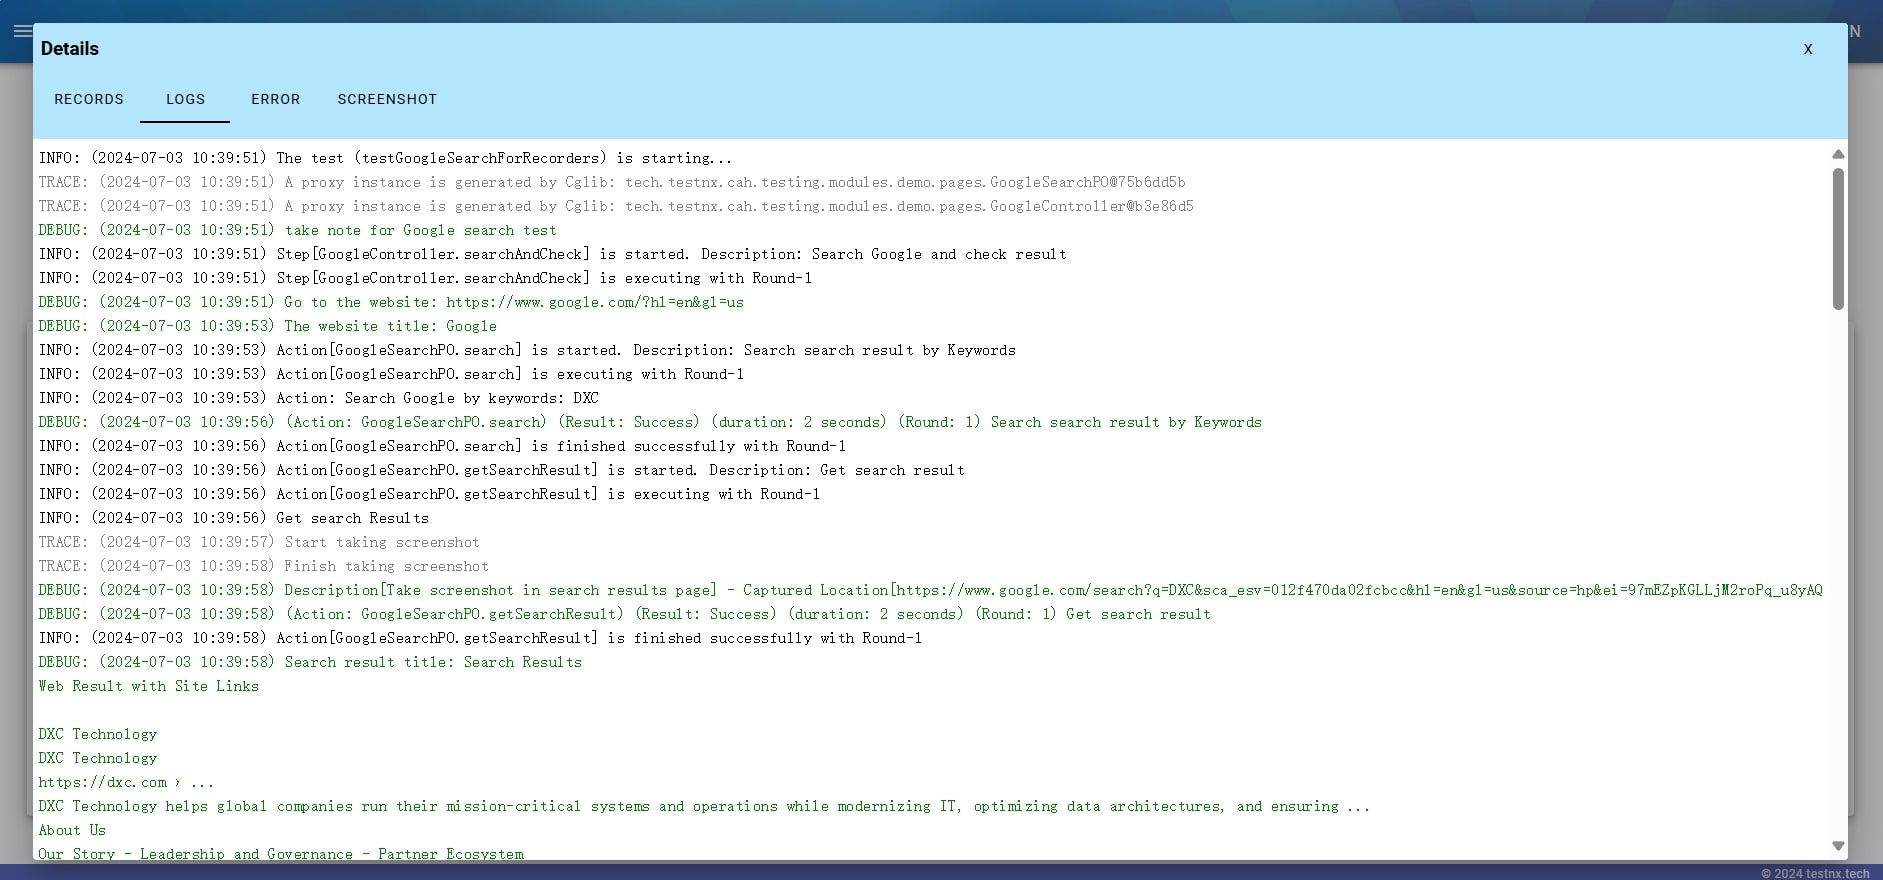 N
Details
X
RECORDS LOGS ERROR SCREENSHOT
INFO: (2024-07-03 10:39:51) The test (testGoogleSearchForRecorders) is starting...
TRACE: (2024-07-03 10:39:51) A proxy instance is generated by Cglib: tech.testnx.cah.testing.modules.demo.pages.GoogleSearchPO@75b6dd5b
TRACE: (2024-07-03 10:39:51) A proxy instance is generated by Cglib: tech.testnx.cah.testing.modules.demo.pages.GoogleController@b3e86d5
DEBUG: (2024-07-03 10:39:51) take note for Google search test
INFO: (2024-07-03 10:39:51) Step[GoogleController.searchAndCheck] is started. Description: Search Google and check result
INFO: (2024-07-03 10:39:51) Step[GoogleController.searchAndCheck] is executing with Round-1
DEBUG: (2024-07-03 10:39:51) Go to the website: https://www.google.com/?hl=en&gl=us
DEBUG: (2024-07-03 10:39:53) The website title: Google
INFO: (2024-07-03 10:39:53) Action[GoogleSearchPO.search] is started. Description: Search search result by Keywords
INFO: (2024-07-03 10:39:53) Action[GoogleSearchPO.search] is executing with Round-1
INFO: (2024-07-03 10:39:53) Action: Search Google by keywords: DXC
DEBUG: (2024-07-03 10:39:56) (Action: GoogleSearchPO.search) (Result: Success) (duration: 2 seconds) (Round: 1) Search search result by Keywords
INFO: (2024-07-03 10:39:56) Action[GoogleSearchPO.search] is finished successfully with Round-1
INFO: (2024-07-03 10:39:56) Action[GoogleSearchPO.getSearchResult] is started. Description: Get search result
INFO: (2024-07-03 10:39:56) Action[GoogleSearchPO.getSearchResult] is executing with Round-1
INFO: (2024-07-03 10:39:56) Get search Results
TRACE: (2024-07-03 10:39:57) Start taking screenshot
TRACE: (2024-07-03 10:39:58) Finish taking screenshot
DEBUG: (2024-07-03 10:39:58) Description[Take screenshot in search results page] - Captured Location[https://www.google.com/search?q=DXC&sca_esv=012f470da02fcbcc&hl=en&gl=us&source=hp&ei=97mEZpKGLLjM2roPq_u8yAQ
DEBUG: (2024-07-03 10:39:58) (Action: GoogleSearchPO.getSearchResult) (Result: Success) (duration: 2 seconds) (Round: 1) Get search result
INFO: (2024-07-03 10:39:58) Action[GoogleSearchPO.getSearchResult] is finished successfully with Round-1
DEBUG: (2024-07-03 10:39:58) Search result title: Search Results
Web Result with Site Links
DXC Technology
DXC Technology
https://dxc.com › ...
DXC Technology helps global companies run their mission-critical systems and operations while modernizing IT, optimizing data architectures, and ensuring ...
About Us
Our Story - Leadership and Governance - Partner Ecosystem
© 2024 testnx.tech